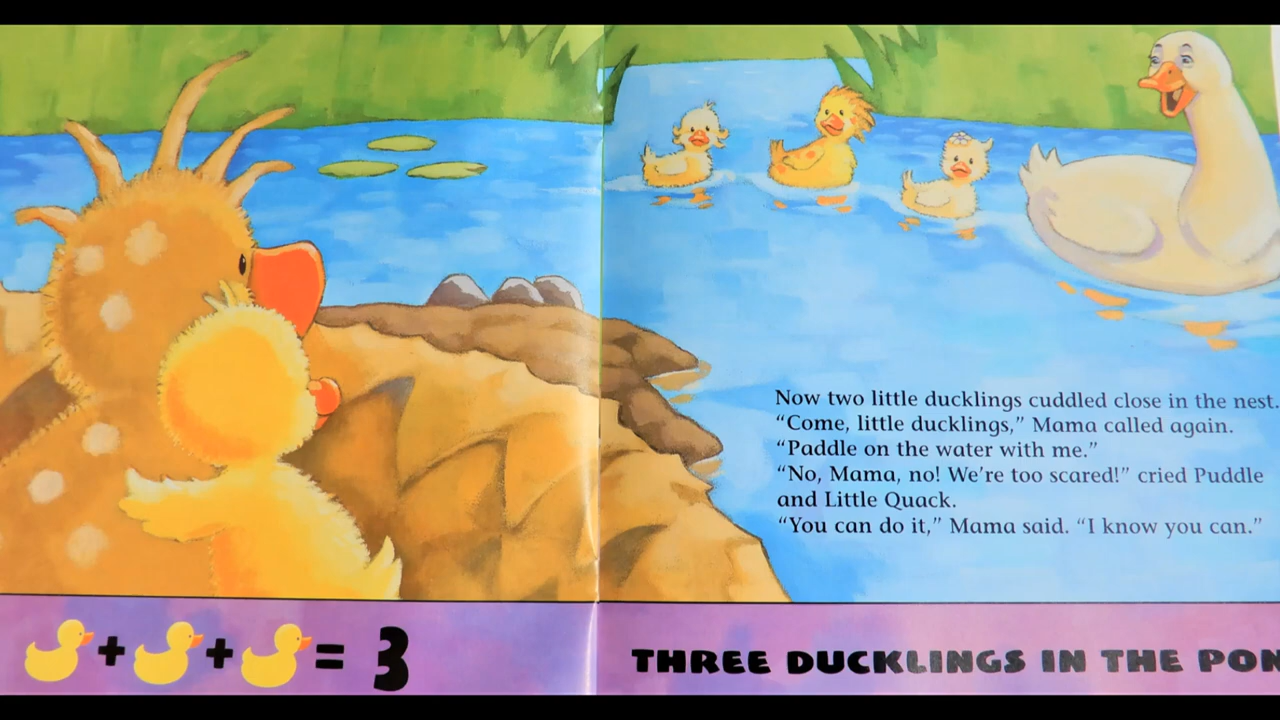 Now two little ducklings cuddled close in the nest.
“Come, little ducklings,” Mama called again.
“Paddle on the water with me.”
“No, Mama, no! We’re too scared!” cried Puddle
and Little Quack.
“You can do it,” Mama said. “I know you can.”
+ + = 3
THREE DUCKLINGS IN THE PON